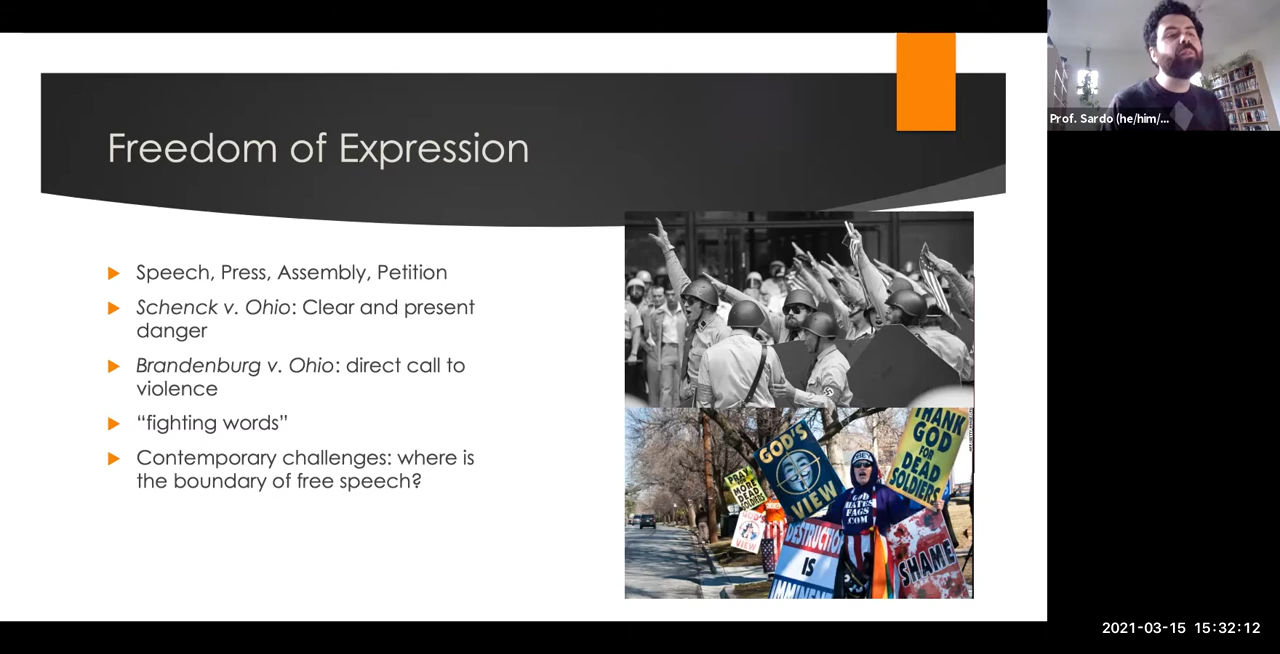 Freedom of Expression
Speech, Press, Assembly, Petition
Schenck v. Ohio: Clear and present
danger
Brandenburg v. Ohio: direct call to
violence
“fighting words”
Contemporary challenges: where is
the boundary of free speech?
GOD'S
VIEW
THANK
GOD
FOR
DEAD
SOLDIERS
PRAY
FOR
MORE
DEAD
SOLDIERS
GOD'S
VIEW
GOD
HATES
FAGS
.COM
DESTRUCTION
IS
IMMINENT
SHAME
Prof. Sardo (he/him/...
2021-03-15 15:32:12